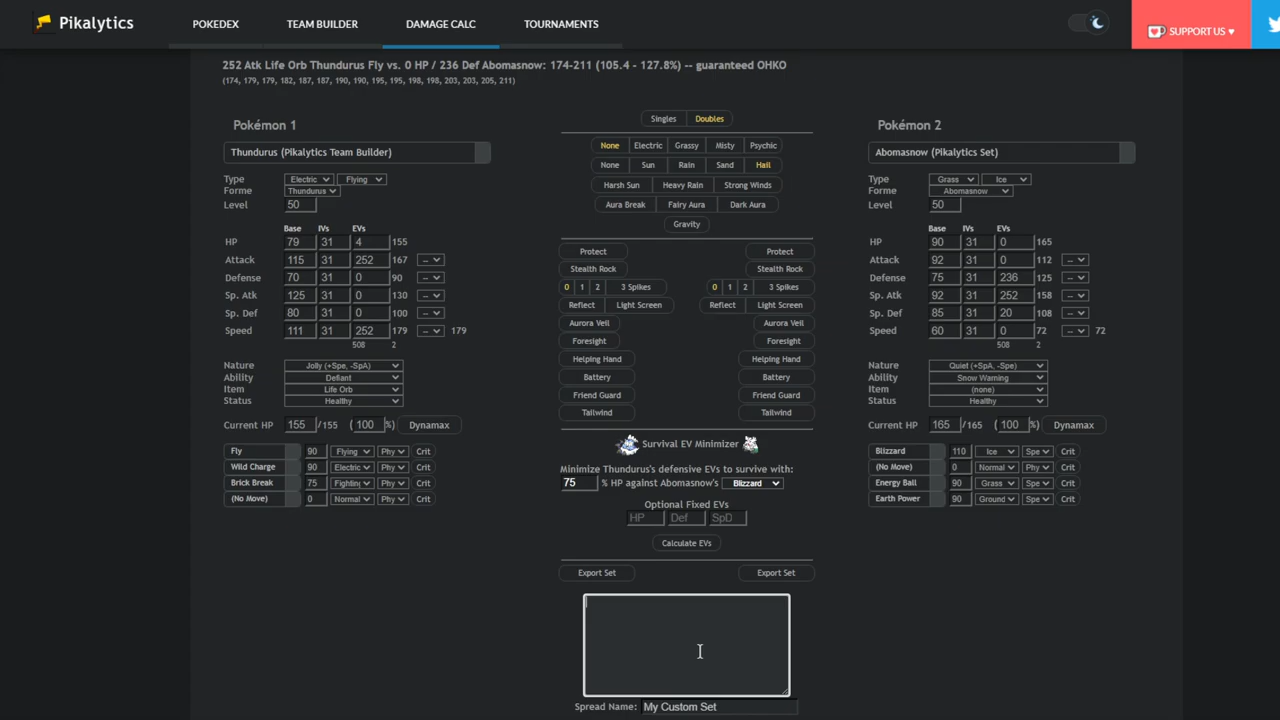 Pikalytics POKEDEX TEAM BUILDER DAMAGE CALC TOURNAMENTS SUPPORT US ♥
252 Atk Life Orb Thundurus Fly vs. 0 HP / 236 Def Abomasnow: 174-211 (105.4 - 127.8%) -- guaranteed OHKO
(174, 179, 179, 182, 187, 187, 190, 190, 195, 195, 198, 198, 203, 203, 205, 211)
Pokémon 1
Thundurus (Pikalytics Team Builder)
Type Electric Flying
Forme Thundurus
Level 50
Base IVs EVs
HP 79 31 4 155
Attack 115 31 252 167 --
Defense 70 31 0 90 --
Sp. Atk 125 31 0 130 --
Sp. Def 80 31 0 100 --
Speed 111 31 252 179 -- 179
508 2
Nature Jolly (+Spe, -SpA)
Ability Defiant
Item Life Orb
Status Healthy
Current HP 155 /155 ( 100 %) Dynamax
Fly 90 Flying Phy Crit
Wild Charge 90 Electric Phy Crit
Brick Break 75 Fighting Phy Crit
(No Move) 0 Normal Phy Crit
Singles Doubles
None Electric Grassy Misty Psychic
None Sun Rain Sand Hail
Harsh Sun Heavy Rain Strong Winds
Aura Break Fairy Aura Dark Aura
Gravity
Protect Protect
Stealth Rock Stealth Rock
0 1 2 3 Spikes 0 1 2 3 Spikes
Reflect Light Screen Reflect Light Screen
Aurora Veil Aurora Veil
Foresight Foresight
Helping Hand Helping Hand
Battery Battery
Friend Guard Friend Guard
Tailwind Tailwind
Survival EV Minimizer
Minimize Thundurus's defensive EVs to survive with:
75 % HP against Abomasnow's Blizzard
Optional Fixed EVs
HP Def SpD
Calculate EVs
Export Set Export Set
Spread Name: My Custom Set
Pokémon 2
Abomasnow (Pikalytics Set)
Type Grass Ice
Forme Abomasnow
Level 50
Base IVs EVs
HP 90 31 0 165
Attack 92 31 0 112 --
Defense 75 31 236 125 --
Sp. Atk 92 31 252 158 --
Sp. Def 85 31 20 108 --
Speed 60 31 0 72 -- 72
508 2
Nature Quiet (+SpA, -Spe)
Ability Snow Warning
Item (none)
Status Healthy
Current HP 165 /165 ( 100 %) Dynamax
Blizzard 110 Ice Spe Crit
(No Move) 0 Normal Phy Crit
Energy Ball 90 Grass Spe Crit
Earth Power 90 Ground Spe Crit